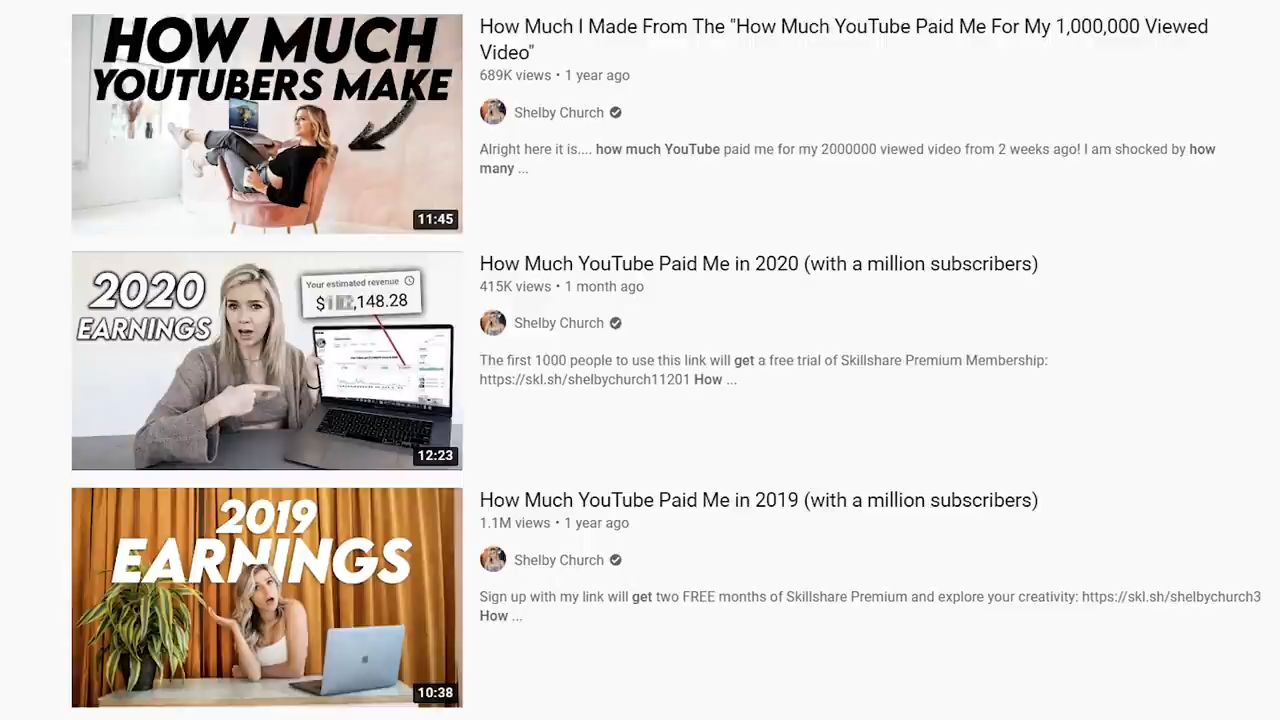 HOW MUCH
YOUTUBERS MAKE
11:45
How Much I Made From The "How Much YouTube Paid Me For My 1,000,000 Viewed
Video"
689K views • 1 year ago
Shelby Church
Alright here it is.... how much YouTube paid me for my 2000000 viewed video from 2 weeks ago! I am shocked by how
many ...
2020
EARNINGS
Your estimated revenue
,148.28
12:23
How Much YouTube Paid Me in 2020 (with a million subscribers)
415K views • 1 month ago
Shelby Church
The first 1000 people to use this link will get a free trial of Skillshare Premium Membership:
https://skl.sh/shelbychurch11201 How ...
2019
EARNINGS
10:38
How Much YouTube Paid Me in 2019 (with a million subscribers)
1.1M views • 1 year ago
Shelby Church
Sign up with my link will get two FREE months of Skillshare Premium and explore your creativity: https://skl.sh/shelbychurch3
How ...